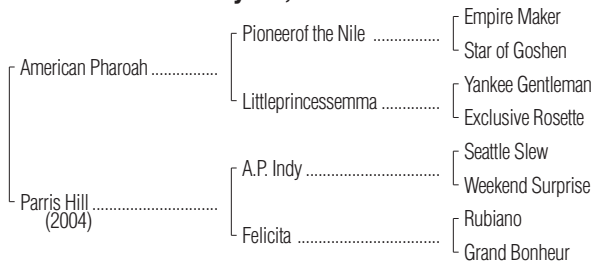 Empire Maker
Pioneerof the Nile ................
Star of Goshen
American Pharoah ................
Yankee Gentleman
Littleprincessemma ..............
Exclusive Rosette
Seattle Slew
A.P. Indy ................................
Weekend Surprise
Parris Hill ..............................
(2004)
Rubiano
Felicita ..................................
Grand Bonheur